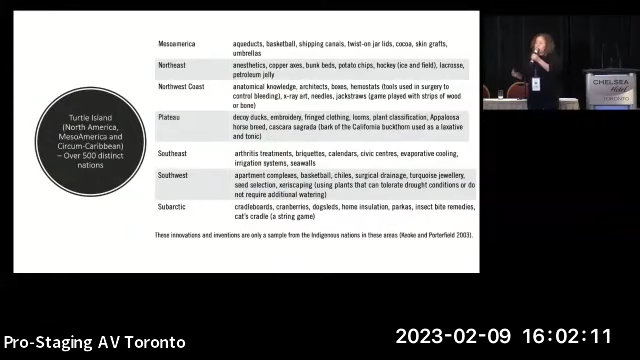 Turtle Island
(North America,
MesoAmerica and
Circum-Caribbean)
– Over 500 distinct
nations
Mesoamerica
aqueducts, basketball, shipping canals, twist-on jar lids, cocoa, skin grafts,
umbrellas
Northeast
anesthetics, copper axes, bunk beds, potato chips, hockey (ice and field), lacrosse,
petroleum jelly
Northwest Coast
anatomical knowledge, architects, boxes, hemostats (tools used in surgery to
control bleeding), x-ray art, needles, jackstraws (game played with strips of wood
or bone)
Plateau
decoy ducks, embroidery, fringed clothing, looms, plant classification, Appaloosa
horse breed, cascara sagrada (bark of the California buckthorn used as a laxative
and tonic)
Southeast
arthritis treatments, briquettes, calendars, civic centres, evaporative cooling,
irrigation systems, seawalls
Southwest
apartment complexes, basketball, chiles, surgical drainage, turquoise jewellery,
seed selection, xeriscaping (using plants that can tolerate drought conditions or do
not require additional watering)
Subarctic
cradleboards, cranberries, dogsleds, home insulation, parkas, insect bite remedies,
cat's cradle (a string game)
These innovations and inventions are only a sample from the Indigenous nations in these areas (Keoke and Porterfield 2003).
CHELSEA
Hotel
TORONTO
Pro-Staging AV Toronto
2023-02-09 16:02:11